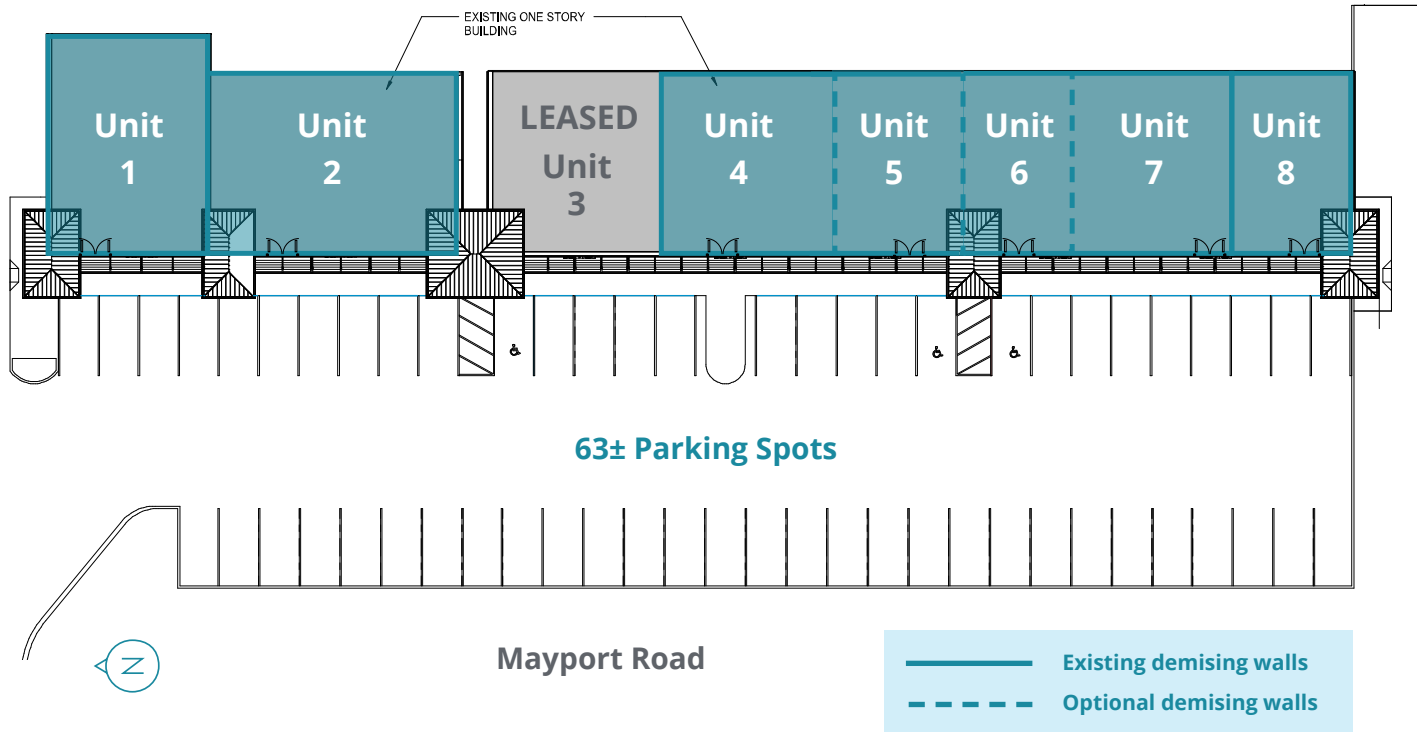 EXISTING ONE STORY
BUILDING
Unit
1
Unit
2
LEASED
Unit
3
Unit
4
Unit
5
Unit
6
Unit
7
Unit
8
63± Parking Spots
Mayport Road
N
Existing demising walls
Optional demising walls